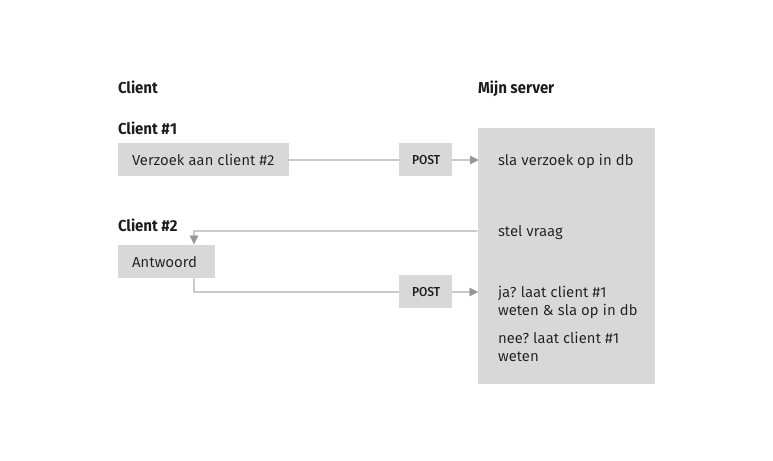 Client
Mijn server
Client #1
Verzoek aan client #2
POST
sla verzoek op in db
Client #2
stel vraag
Antwoord
POST
ja? laat client #1
weten & sla op in db
nee? laat client #1
weten